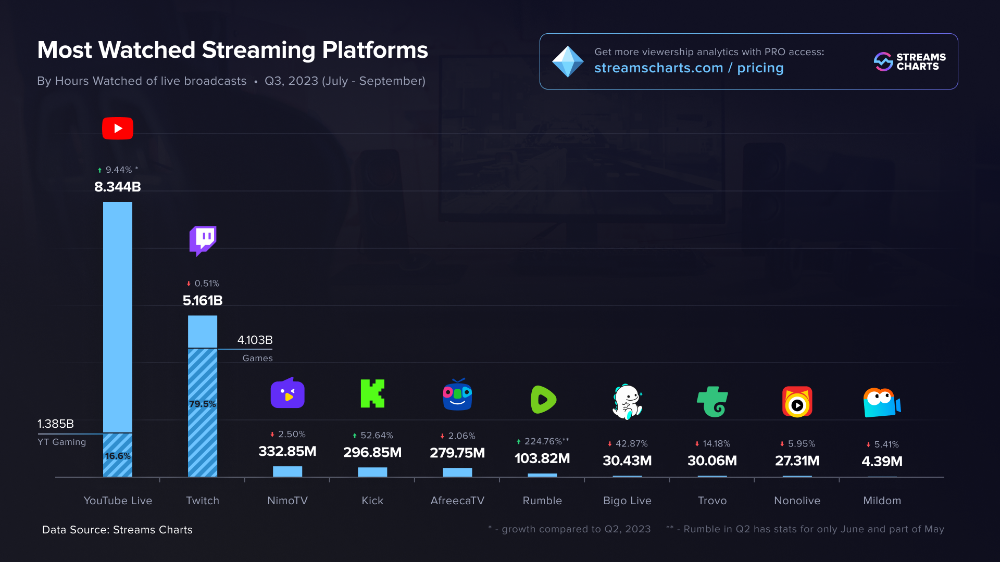 Most Watched Streaming Platforms
By Hours Watched of live broadcasts • Q3, 2023 (July - September)
Get more viewership analytics with PRO access:
streamscharts.com / pricing
STREAMS
CHARTS
9.44% *
8.344B
0.51%
5.161B
4.103B
Games
79.5%
1.385B
YT Gaming
16.6%
2.50%
332.85M
52.64%
296.85M
2.06%
279.75M
224.76%**
103.82M
42.87%
30.43M
14.18%
30.06M
5.95%
27.31M
5.41%
4.39M
YouTube Live
Twitch
NimoTV
Kick
AfreecaTV
Rumble
Bigo Live
Trovo
Nonolive
Mildom
Data Source: Streams Charts
* - growth compared to Q2, 2023
** - Rumble in Q2 has stats for only June and part of May